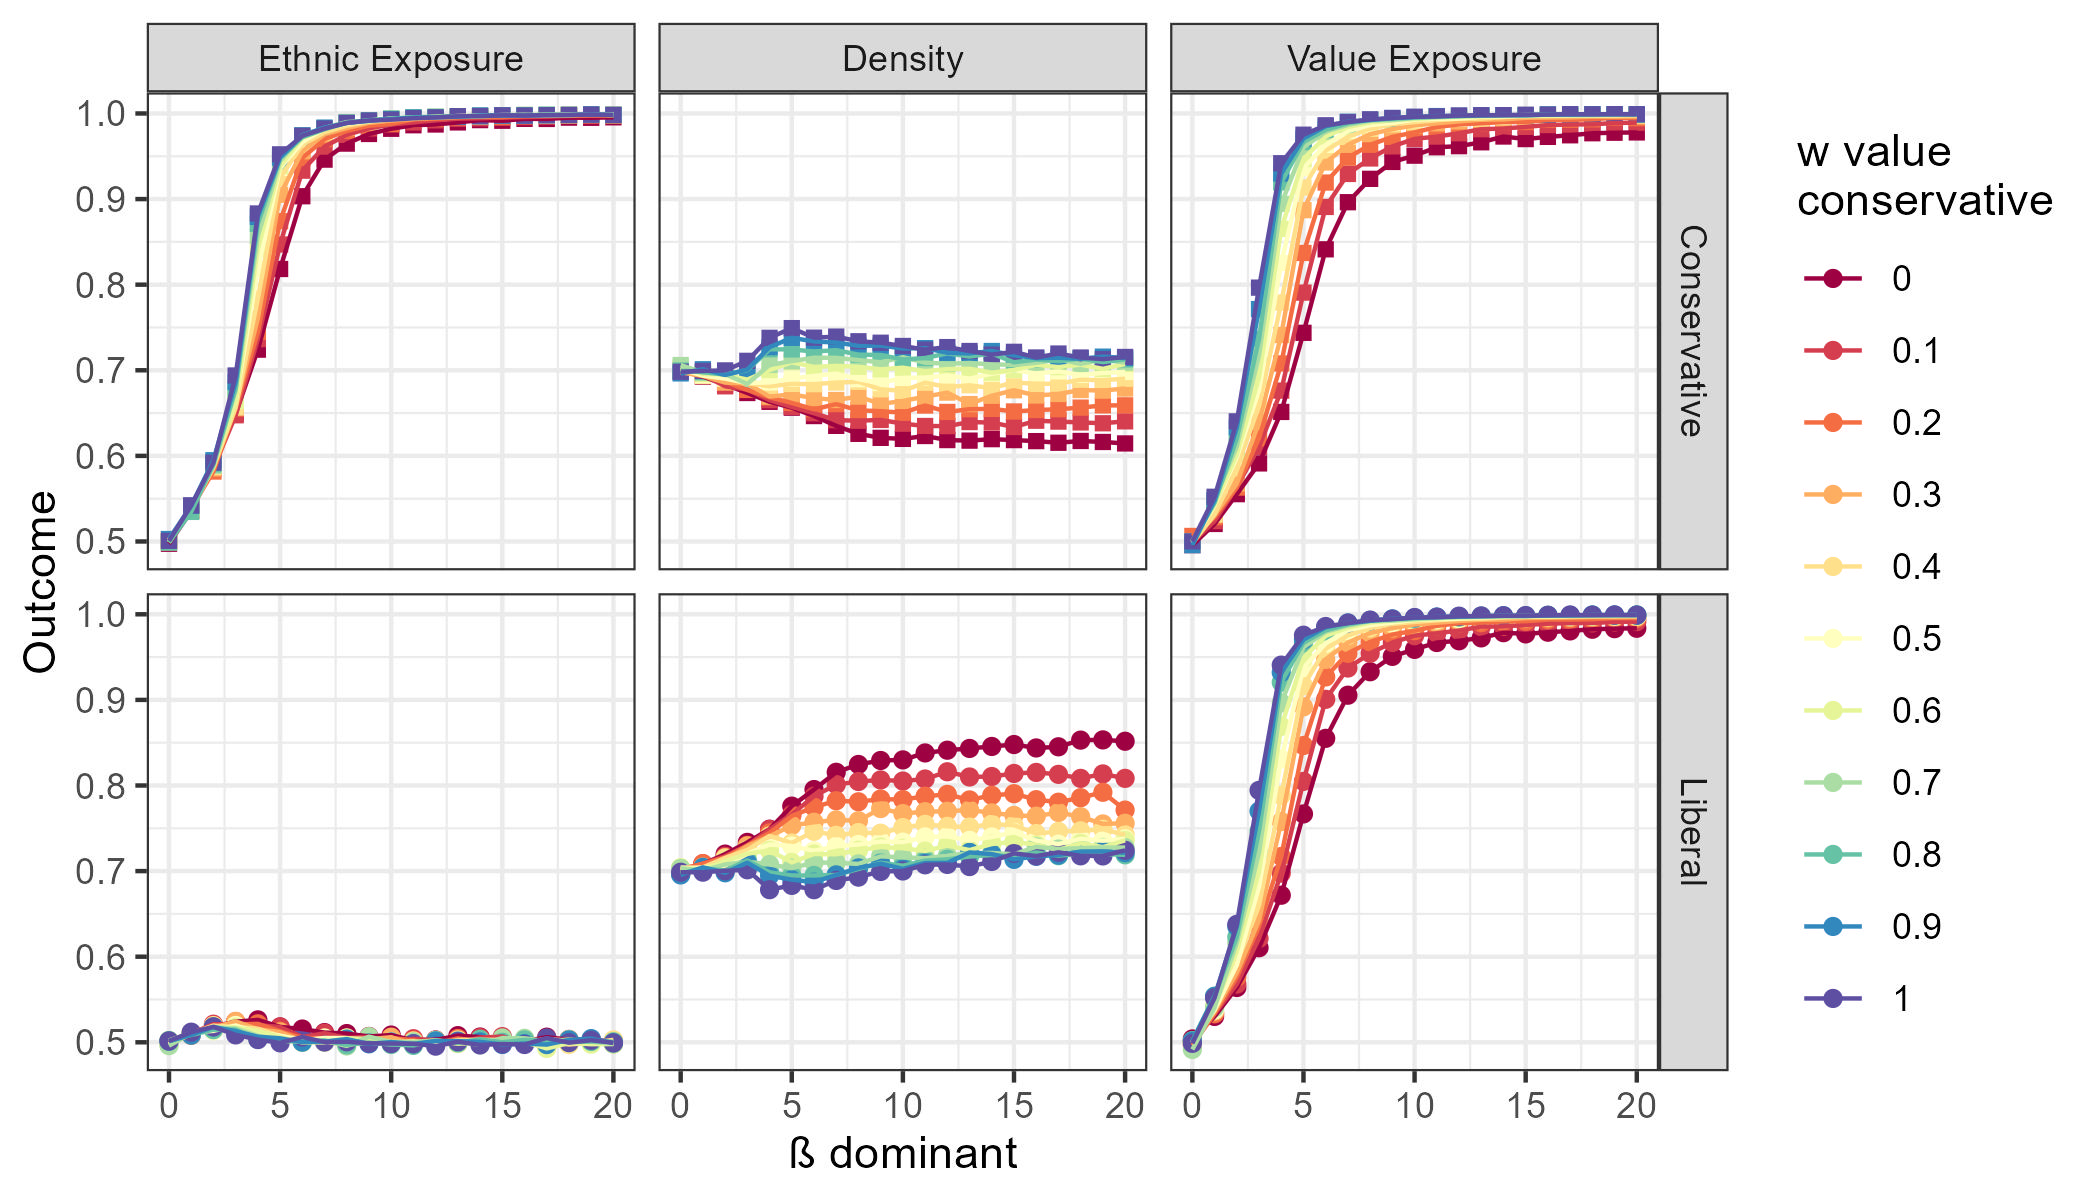 Ethnic Exposure
Density
Value Exposure
Outcome
1.0
0.9
0.8
0.7
0.6
0.5
Conservative
1.0
0.9
0.8
0.7
0.6
0.5
Liberal
0 5 10 15 20
0 5 10 15 20
0 5 10 15 20
ß dominant
w value
conservative
0
0.1
0.2
0.3
0.4
0.5
0.6
0.7
0.8
0.9
1